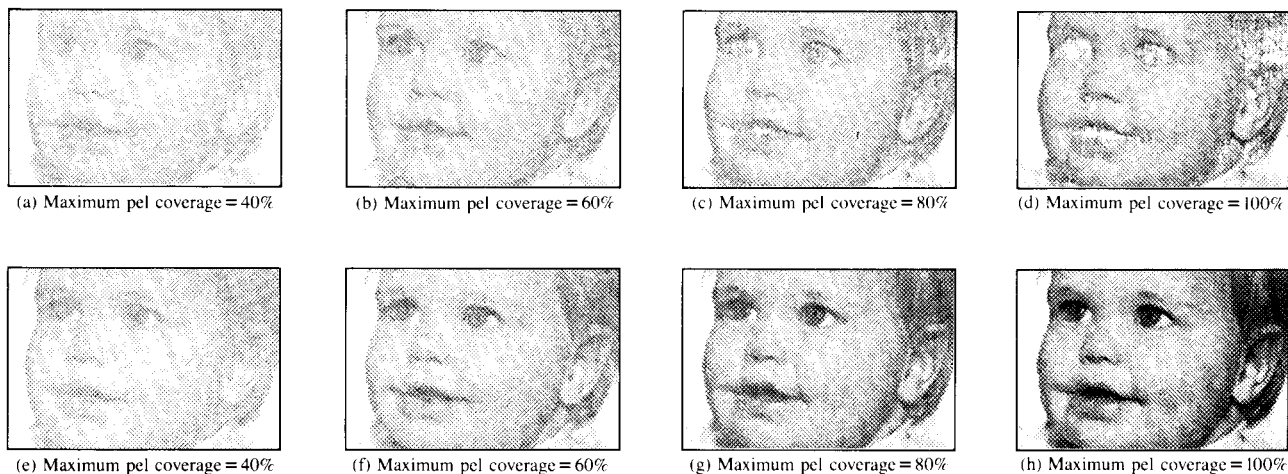 (a) Maximum pel coverage = 40%
(b) Maximum pel coverage = 60%
(c) Maximum pel coverage = 80%
(d) Maximum pel coverage = 100%
(e) Maximum pel coverage = 40%
(f) Maximum pel coverage = 60%
(g) Maximum pel coverage = 80%
(h) Maximum pel coverage = 100%